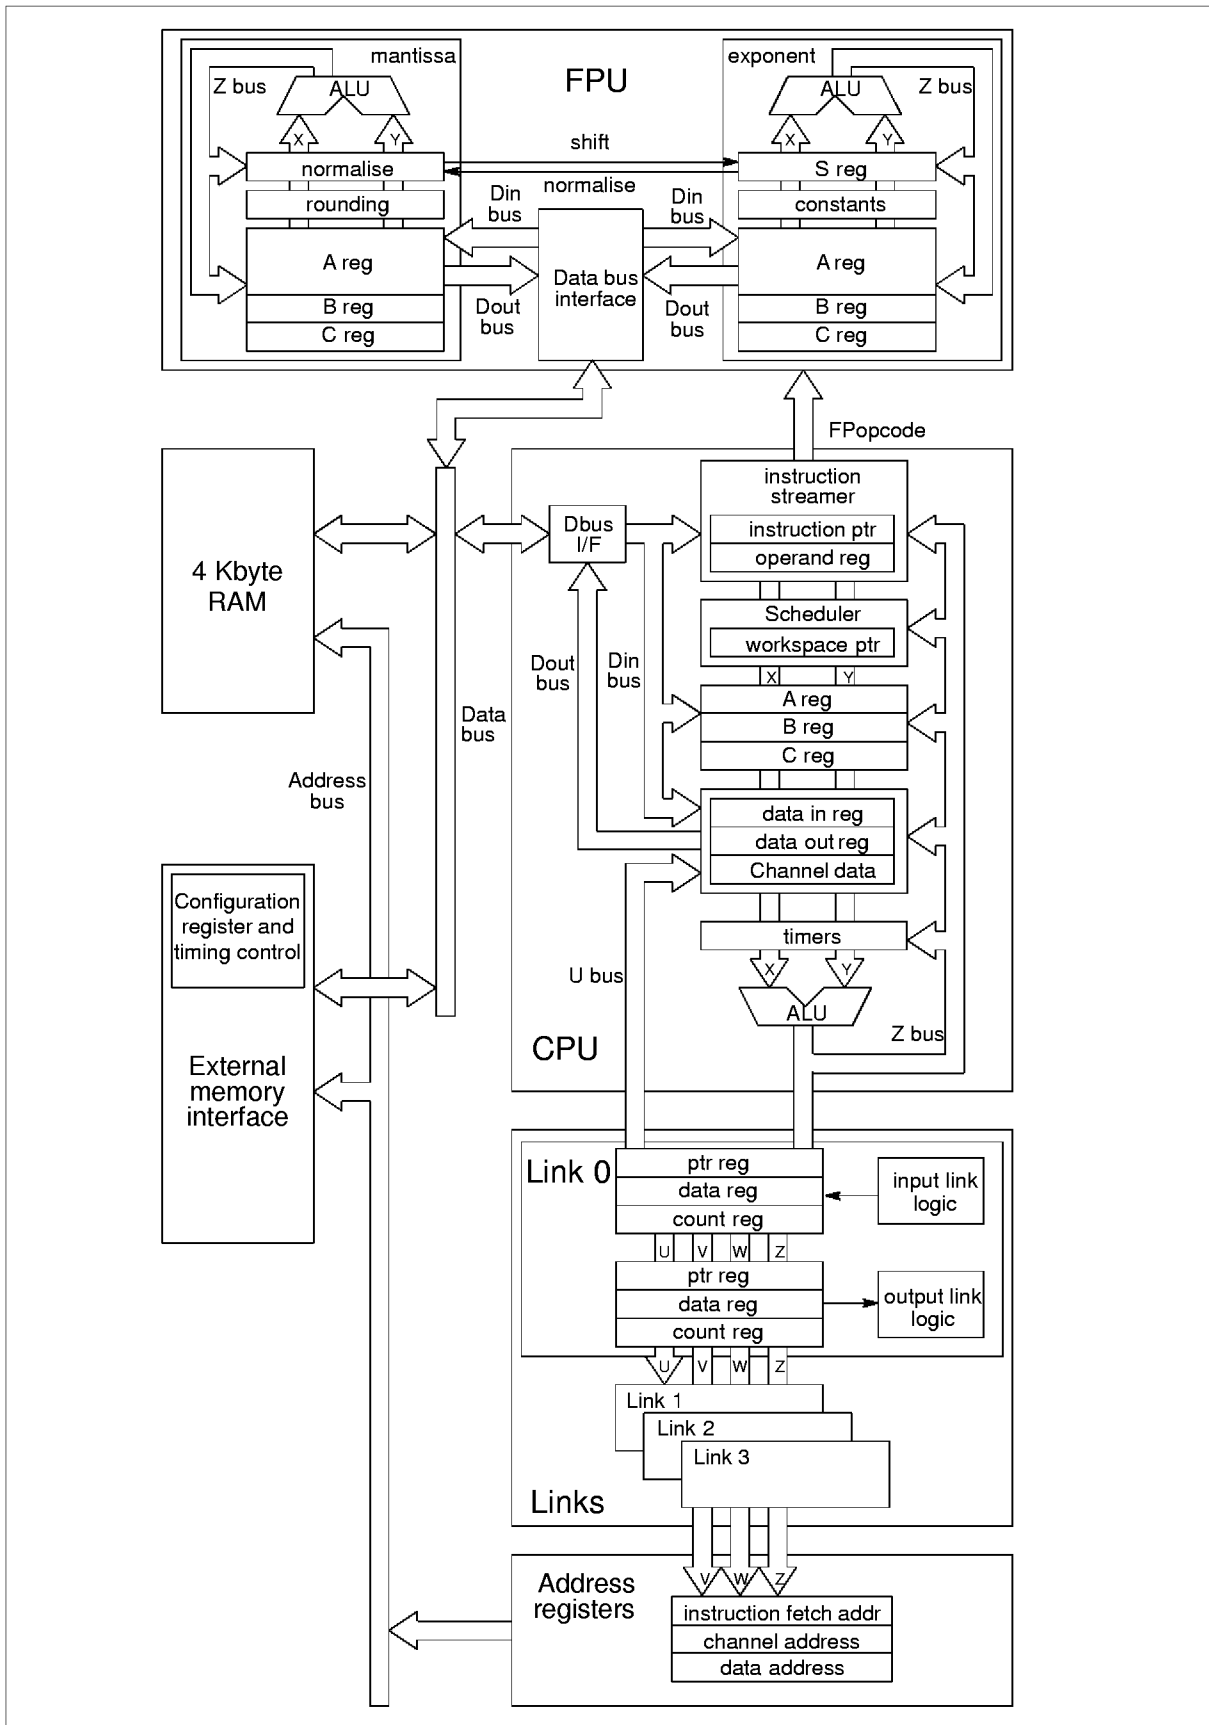 mantissa
FPU
exponent
Z bus
ALU
ALU
Z bus
X
Y
X
Y
shift
normalise
S reg
normalise
rounding
Din
bus
Din
bus
constants
A reg
Data bus
interface
A reg
Dout
bus
Dout
bus
B reg
B reg
C reg
C reg
FPopcode
4 Kbyte
RAM
Dbus
I/F
instruction
streamer
instruction ptr
operand reg
Scheduler
workspace ptr
Dout
bus
Din
bus
X
Y
A reg
B reg
C reg
Data
bus
Address
bus
data in reg
data out reg
Channel data
Configuration
register and
timing control
timers
U bus
X
Y
ALU
Z bus
CPU
External
memory
interface
Link 0
ptr reg
data reg
count reg
input link
logic
U
V
W
Z
ptr reg
data reg
count reg
output link
logic
U
V
W
Z
Link 1
Link 2
Link 3
Links
V
W
Z
Address
registers
instruction fetch addr
channel address
data address